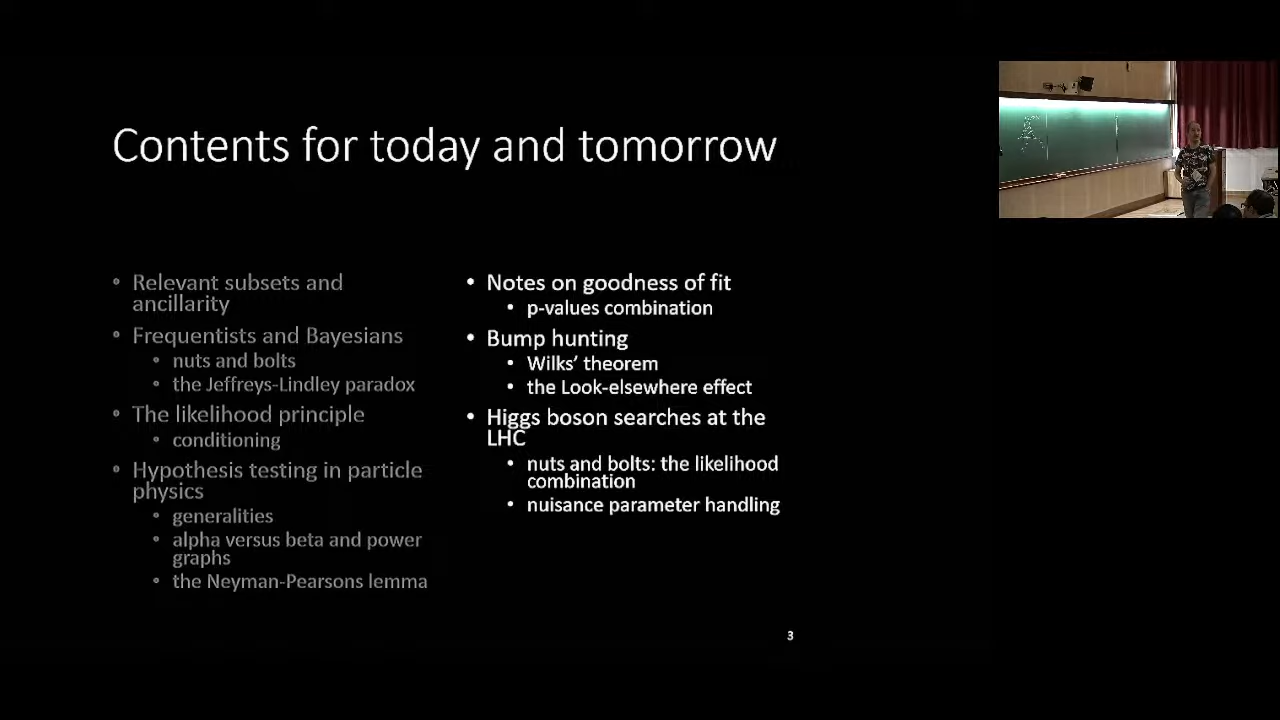 Contents for today and tomorrow
• Relevant subsets and
ancillarity
• Frequentists and Bayesians
• nuts and bolts
• the Jeffreys-Lindley paradox
• The likelihood principle
• conditioning
• Hypothesis testing in particle
physics
• generalities
• alpha versus beta and power
graphs
• the Neyman-Pearsons lemma
• Notes on goodness of fit
• p-values combination
• Bump hunting
• Wilks’ theorem
• the Look-elsewhere effect
• Higgs boson searches at the
LHC
• nuts and bolts: the likelihood
combination
• nuisance parameter handling
3